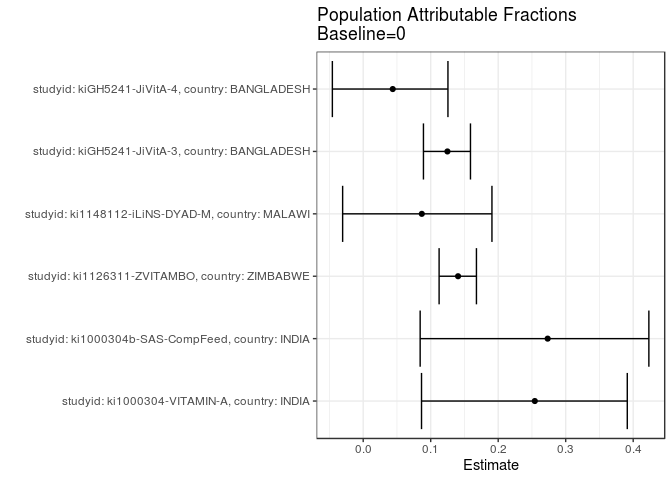 Population Attributable Fractions
Baseline=0
studyid: kiGH5241-JiVitA-4, country: BANGLADESH
studyid: kiGH5241-JiVitA-3, country: BANGLADESH
studyid: ki1148112-iLiNS-DYAD-M, country: MALAWI
studyid: ki1126311-ZVITAMBO, country: ZIMBABWE
studyid: ki1000304b-SAS-CompFeed, country: INDIA
studyid: ki1000304-VITAMIN-A, country: INDIA
0.0 0.1 0.2 0.3 0.4
Estimate